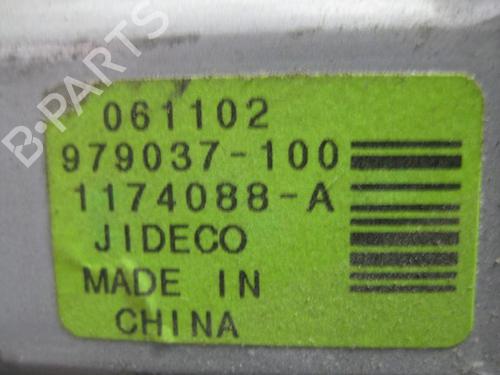 B-PARTS
061102
979037-100
1174088-A
JIDECO
MADE IN
CHINA